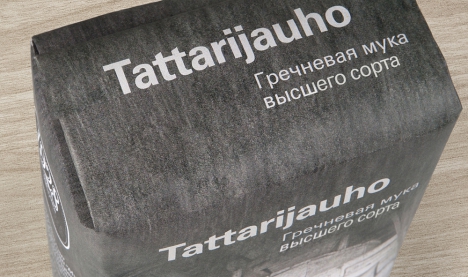 Tattarijauho
Гречневая мука
высшего сорта
Tattarijauho
Гречневая мука
высшего сорта